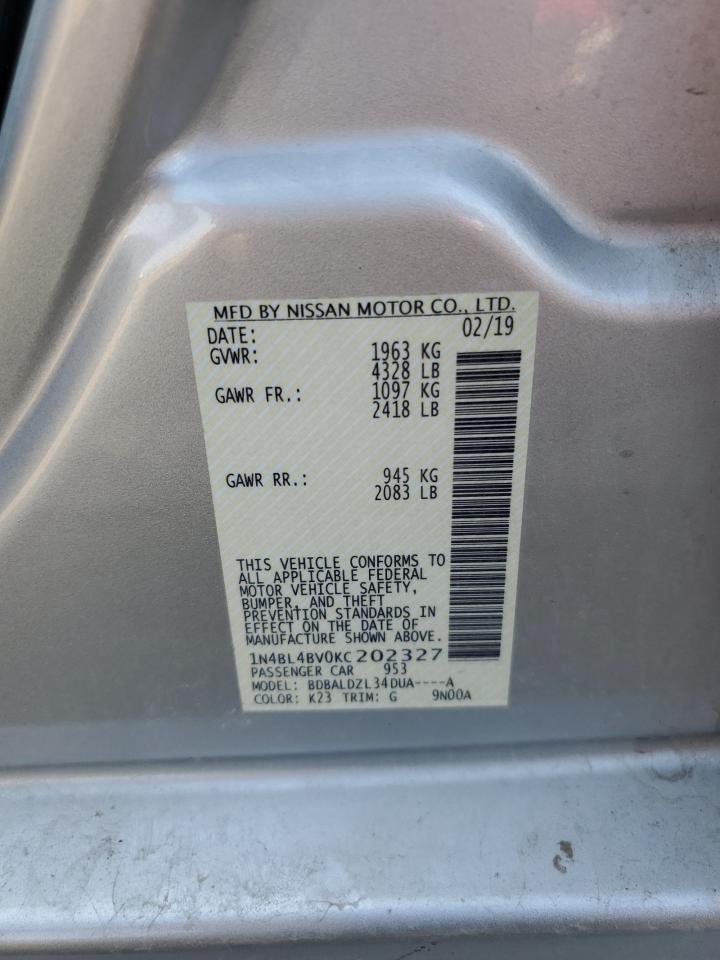 MFD BY NISSAN MOTOR CO., LTD.
DATE: 02/19
GVWR: 1963 KG
4328 LB
GAWR FR.: 1097 KG
2418 LB
GAWR RR.: 945 KG
2083 LB
THIS VEHICLE CONFORMS TO
ALL APPLICABLE FEDERAL
MOTOR VEHICLE SAFETY,
BUMPER, AND THEFT
PREVENTION STANDARDS IN
EFFECT ON THE DATE OF
MANUFACTURE SHOWN ABOVE.
1N4BL4BV0KC202327
PASSENGER CAR 953
MODEL: BDBALDZL34DUA----A
COLOR: K23 TRIM: G 9N00A